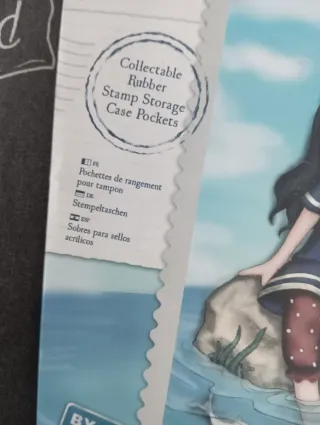 d
Collectable
Rubber
Stamp Storage
Case Pockets
FR
Pochettes de rangement
pour tampon
DE
Stempeltaschen
ESP
Sobres para sellos
acrílicos
BY